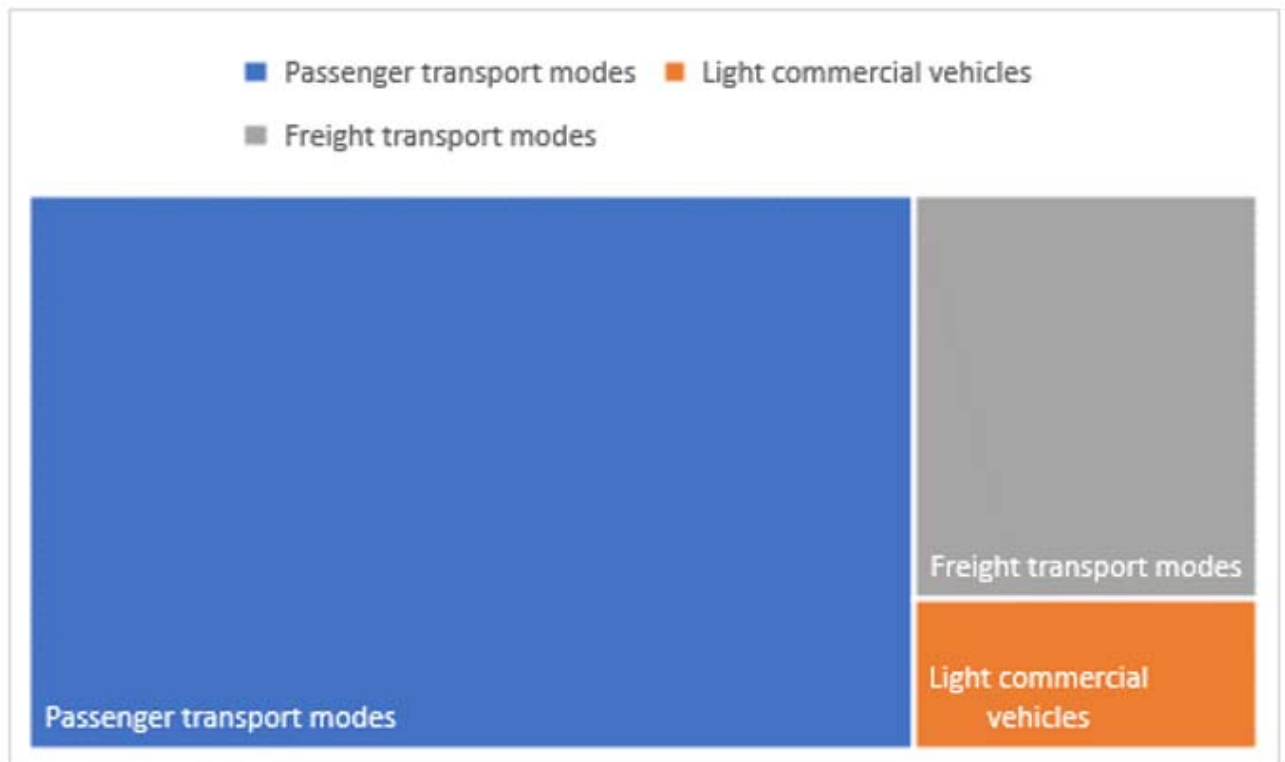 Passenger transport modes Light commercial vehicles
Freight transport modes
Freight transport modes
Light commercial
vehicles
Passenger transport modes